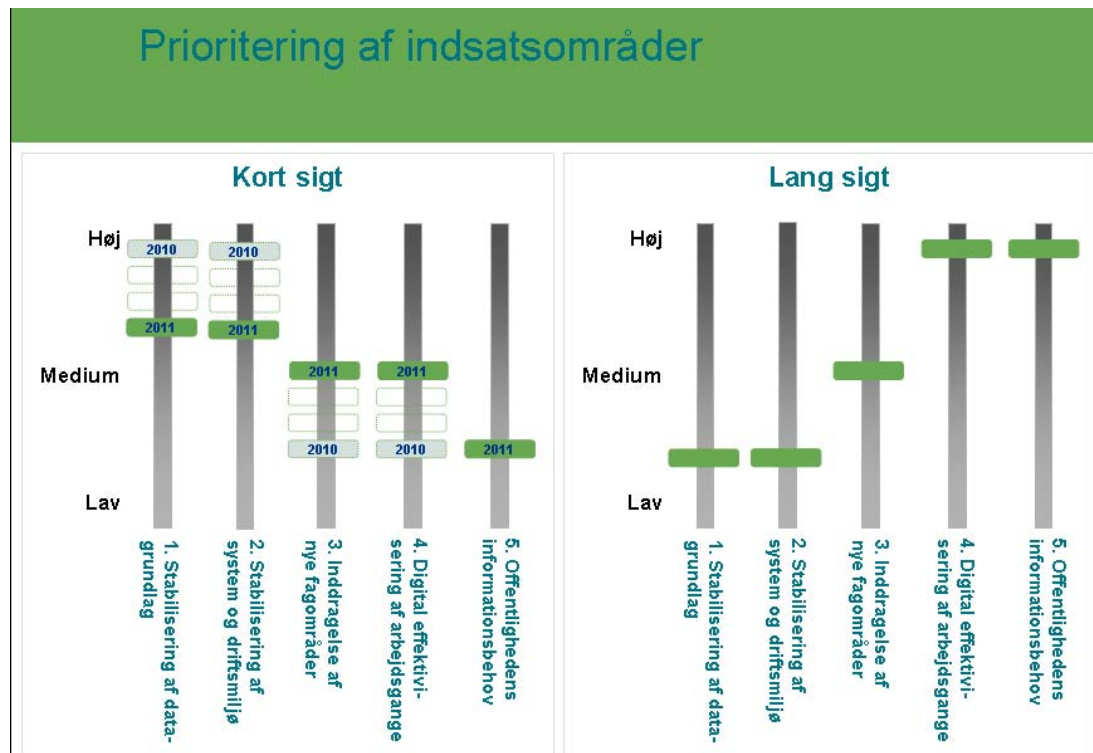 Prioritering af indsatsområder
Kort sigt
Høj
Medium
Lav
2010
2010
2011
2011
2011
2011
2010
2010
2011
1. Stabilisering af data-
grundlag
2. Stabilisering af
system og driftsmiljø
3. Inddragelse af
nye fagområder
4. Digital effektivi-
sering af arbejdsgange
5. Offentlighedens
informationsbehov
Lang sigt
Høj
Medium
Lav
1. Stabilisering af data-
grundlag
2. Stabilisering af
system og driftsmiljø
3. Inddragelse af
nye fagområder
4. Digital effektivi-
sering af arbejdsgange
5. Offentlighedens
informationsbehov